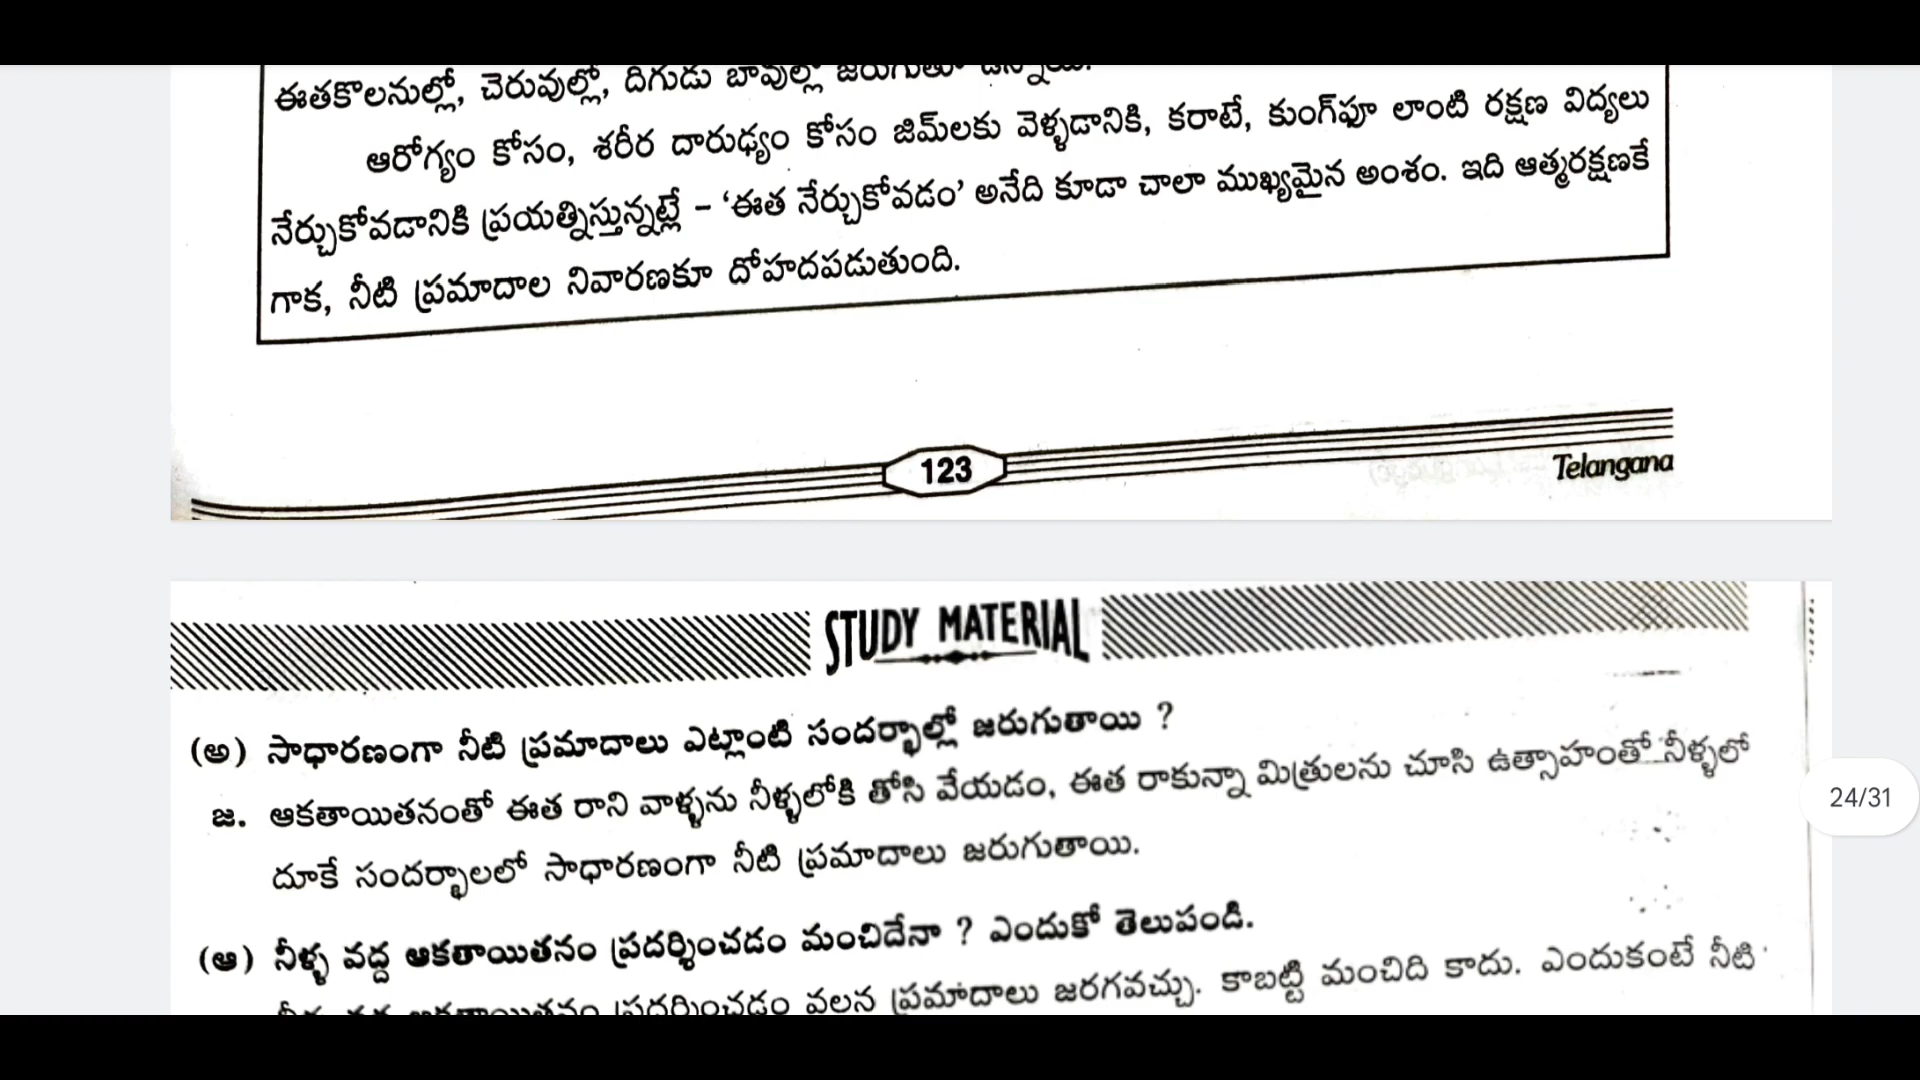 ఈతకొలనుల్లో, చెరువుల్లో, దిగుడు బావుల్లో జరుగుతూ ఉన్నాయి.
ఆరోగ్యం కోసం, శరీర దారుఢ్యం కోసం జిమ్‌లకు వెళ్ళడానికి, కరాటే, కుంగ్‌ఫూ లాంటి రక్షణ విద్యలు
నేర్చుకోవడానికి ప్రయత్నిస్తున్నట్లే – ‘ఈత నేర్చుకోవడం’ అనేది కూడా చాలా ముఖ్యమైన అంశం. ఇది ఆత్మరక్షణకే
గాక, నీటి ప్రమాదాల నివారణకూ దోహదపడుతుంది.
123
Telangana
STUDY MATERIAL
(అ) సాధారణంగా నీటి ప్రమాదాలు ఎట్లాంటి సందర్భాల్లో జరుగుతాయి ?
జ. ఆకతాయితనంతో ఈత రాని వాళ్ళను నీళ్ళలోకి తోసి వేయడం, ఈత రాకున్నా మిత్రులను చూసి ఉత్సాహంతో నీళ్ళలో
దూకే సందర్భాలలో సాధారణంగా నీటి ప్రమాదాలు జరుగుతాయి.
24/31
(ఆ) నీళ్ళ వద్ద ఆకతాయితనం ప్రదర్శించడం మంచిదేనా ? ఎందుకో తెలుపండి.
నీళ్ళ వద్ద ఆకతాయితనం ప్రదర్శించడం వలన ప్రమాదాలు జరగవచ్చు. కాబట్టి మంచిది కాదు. ఎందుకంటే నీటి